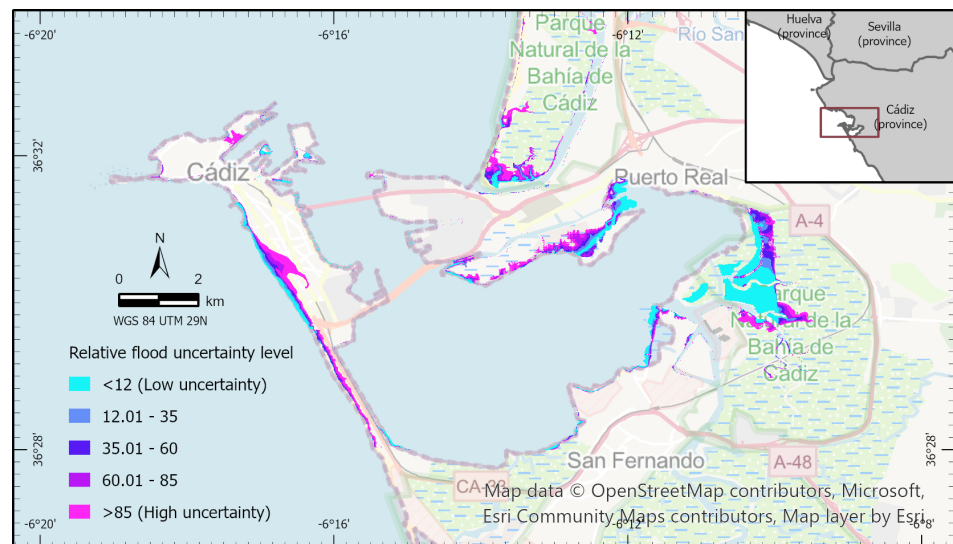 -6°20'
-6°16'
-6°12'
Parque
Natural de la
Bahía de
Cádiz
Río San
Huelva
(province)
Sevilla
(province)
Cádiz
(province)
36°32'
Cádiz
Puerto Real
A-4
N
0 2
km
WGS 84 UTM 29N
Parque
Natural de la
Bahía de
Cádiz
Relative flood uncertainty level
<12 (Low uncertainty)
12.01 - 35
35.01 - 60
60.01 - 85
>85 (High uncertainty)
36°28'
36°28'
San Fernando
A-48
CA-33
Map data © OpenStreetMap contributors, Microsoft,
Esri Community Maps contributors, Map layer by Esri
-6°20'
-6°16'
-6°12'
-6°8'